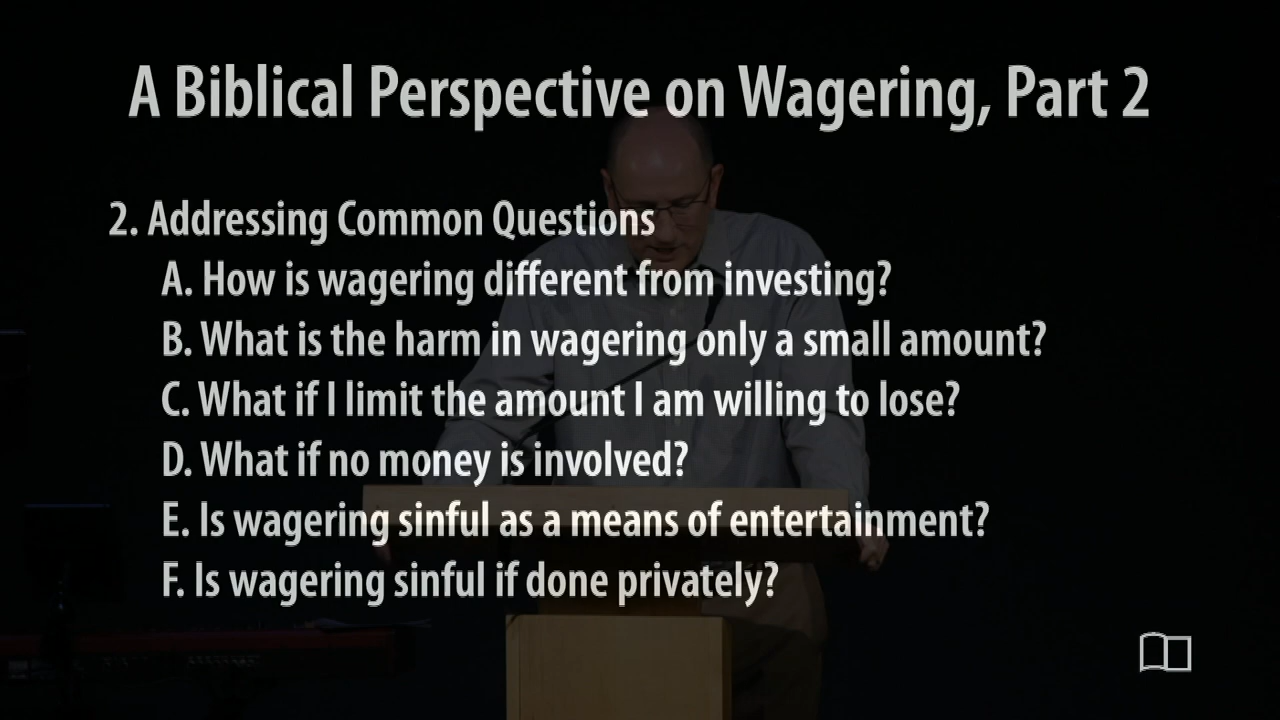 A Biblical Perspective on Wagering, Part 2
2. Addressing Common Questions
A. How is wagering different from investing?
B. What is the harm in wagering only a small amount?
C. What if I limit the amount I am willing to lose?
D. What if no money is involved?
E. Is wagering sinful as a means of entertainment?
F. Is wagering sinful if done privately?